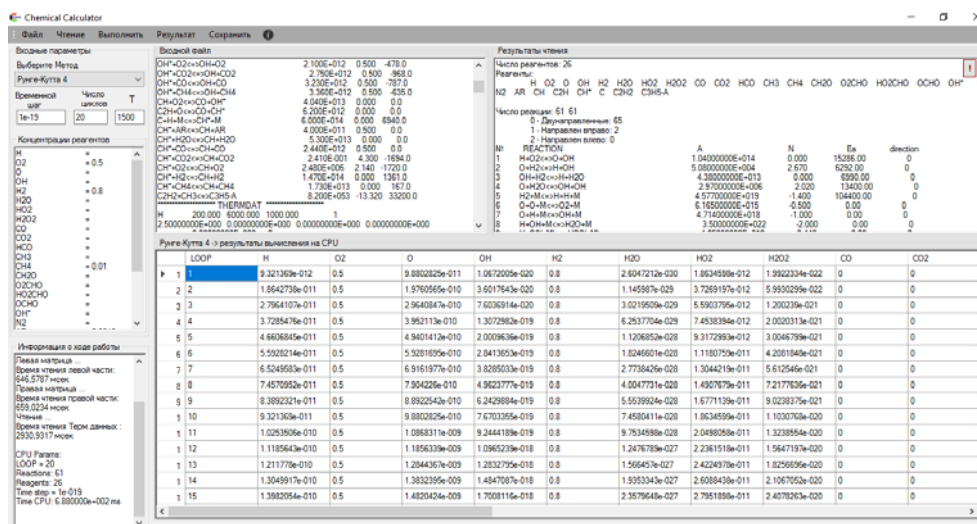 Chemical Calculator
Файл Чтение Выполнить Результат Сохранить
Входные параметры
Выберите Метод
Рунге-Кутта 4
Временной шаг
Число циклов
T
1e-19 20 1500
Концентрации реагентов
H =
O2 = 0.5
O =
OH =
H2 = 0.8
H2O =
HO2 =
H2O2 =
CO =
CO2 =
HCO =
CH3 =
CH4 = 0.01
CH2O =
O2CHO =
HO2CHO =
OCHO =
OH* =
N2 =
Информация о ходе работы
Левая матрица ...
Время чтения левой части:
646,5787 мсек
Правая матрица ...
Время чтения правой части:
659,0234 мсек
Чтение ...
Время чтения Терм данных :
2930,9317 мсек
CPU Params:
LOOP = 20
Reactions: 61
Reagents: 26
Time step = 1e-019
Time CPU: 6.880000e+002 ms
Входной файл
OH*+O2<=>OH+O2 2.100E+012 0.500 -478.0
OH*+CO2<=>OH+CO2 2.750E+012 0.500 -968.0
OH*+CO<=>OH+CO 3.230E+012 0.500 -787.0
OH*+CH4<=>OH+CH4 3.360E+012 0.500 -635.0
CH+O2<=>CO+OH* 4.040E+013 0.000 0.0
C2H+O<=>CO+CH* 6.200E+012 0.000 0.0
C+H+M<=>CH*+M 6.000E+014 0.000 6940.0
CH*+AR<=>CH+AR 4.000E+011 0.500 0.0
CH*+H2O<=>CH+H2O 5.300E+013 0.000 0.0
CH*+CO<=>CH+CO 2.440E+012 0.500 0.0
CH*+CO2<=>CH+CO2 2.410E-001 4.300 -1694.0
CH*+O2<=>CH+O2 2.480E+006 2.140 -1720.0
CH*+H2<=>CH+H2 1.470E+014 0.000 1361.0
CH*+CH4<=>CH+CH4 1.730E+013 0.000 167.0
C2H2+CH3<=>C3H5-A 8.200E+053 -13.320 33200.0
THERMDAT
H 200.000 6000.000 1000.000 1
2.50000000E+000 0.00000000E+000 0.00000000E+000 0.00000000E+000
Результаты чтения
Число реагентов: 26
Реагенты:
H O2 O OH H2 H2O HO2 H2O2 CO CO2 HCO CH3 CH4 CH2O O2CHO HO2CHO OCHO OH*
N2 AR CH C2H CH* C C2H2 C3H5-A
Число реакции: 61 61
0 - Двунаправленные: 65
1 - Направлен вправо: 2
2 - Направлен влево: 0
№ REACTION A N Ea direction
1 H+O2<=>O+OH 1.04000000E+014 0.000 15286.00 0
2 O+H2<=>H+OH 5.08000000E+004 2.670 6292.00 0
3 OH+H2<=>H+H2O 4.38000000E+013 0.000 6990.00 0
4 O+H2O<=>OH+OH 2.97000000E+006 2.020 13400.00 0
5 H2+M<=>H+H+M 4.57700000E+019 -1.400 104400.00 0
6 O+O+M<=>O2+M 6.16500000E+015 -0.500 0.00 0
7 O+H+M<=>OH+M 4.71400000E+018 -1.000 0.00 0
8 H+OH+M<=>H2O+M 3.50000000E+022 -2.000 0.00 0
Рунге-Кутта 4 -> результаты вычисления на CPU
LOOP H O2 O OH H2 H2O HO2 H2O2 CO CO2
1 1 9.321369e-012 0.5 9.8802825e-011 1.0672005e-020 0.8 2.6047212e-030 1.8634598e-012 1.9922334e-022 0 0
2 2 1.8642738e-011 0.5 1.9760565e-010 3.6017643e-020 0.8 1.145987e-029 3.7269197e-012 5.9930299e-022 0 0
3 3 2.7964107e-011 0.5 2.9640847e-010 7.6036914e-020 0.8 3.0219509e-029 5.5903795e-012 1.200239e-021 0 0
4 4 3.7285476e-011 0.5 3.952113e-010 1.3072982e-019 0.8 6.2537704e-029 7.4538394e-012 2.0020313e-021 0 0
5 5 4.6606845e-011 0.5 4.9401412e-010 2.0009636e-019 0.8 1.1206852e-028 9.3172993e-012 3.0046799e-021 0 0
6 6 5.5928214e-011 0.5 5.9281695e-010 2.8413653e-019 0.8 1.8246601e-028 1.1180759e-011 4.2081848e-021 0 0
7 7 6.5249583e-011 0.5 6.9161977e-010 3.8285033e-019 0.8 2.7738426e-028 1.3044219e-011 5.612546e-021 0 0
8 8 7.4570952e-011 0.5 7.904226e-010 4.9623777e-019 0.8 4.0047731e-028 1.4907679e-011 7.2177636e-021 0 0
9 9 8.3892321e-011 0.5 8.8922542e-010 6.2429884e-019 0.8 5.5539924e-028 1.6771139e-011 9.0238375e-021 0 0
1 10 9.321369e-011 0.5 9.8802825e-010 7.6703355e-019 0.8 7.4580411e-028 1.8634599e-011 1.1030768e-020 0 0
1 11 1.0253506e-010 0.5 1.0868311e-009 9.2444189e-019 0.8 9.7534598e-028 2.0498058e-011 1.3238554e-020 0 0
1 12 1.1185643e-010 0.5 1.1856339e-009 1.0965239e-018 0.8 1.2476789e-027 2.2361518e-011 1.5647197e-020 0 0
1 13 1.211778e-010 0.5 1.2844367e-009 1.2832795e-018 0.8 1.566457e-027 2.4224978e-011 1.8256696e-020 0 0
1 14 1.3049917e-010 0.5 1.3832395e-009 1.4847087e-018 0.8 1.9353343e-027 2.6088438e-011 2.1067052e-020 0 0
1 15 1.3982054e-010 0.5 1.4820424e-009 1.7008116e-018 0.8 2.3579648e-027 2.7951898e-011 2.4078263e-020 0 0